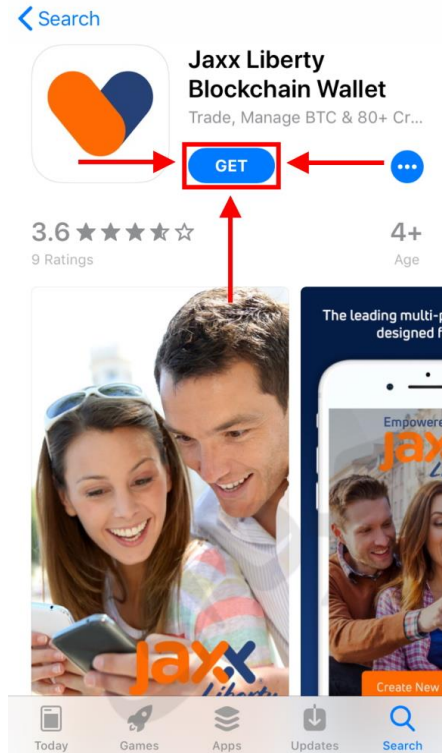 Search
Jaxx Liberty
Blockchain Wallet
Trade, Manage BTC & 80+ Cr...
GET
3.6
4+
9 Ratings
Age
The leading multi-p
designed f
Empowere
jaxx
Liberty
Create New
Today
Games
Apps
Updates
Search